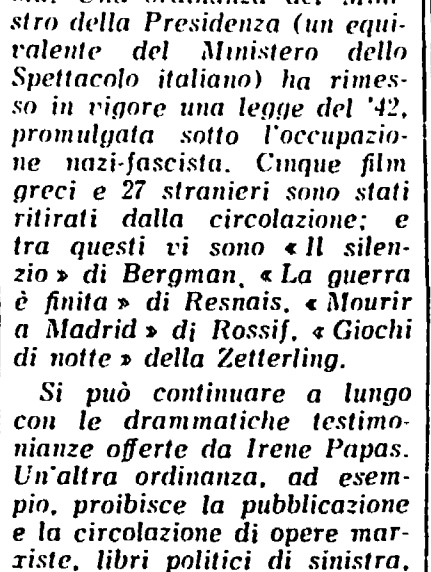 stro della Presidenza (un equi-
valente del Ministero dello
Spettacolo italiano) ha rimes-
so in vigore una legge del '42,
promulgata sotto l'occupazio-
ne nazi-fascista. Cinque film
greci e 27 stranieri sono stati
ritirati dalla circolazione; e
tra questi vi sono « Il silen-
zio » di Bergman, « La guerra
è finita » di Resnais, « Mourir
a Madrid » di Rossif, « Giochi
di notte » della Zetterling.
Si può continuare a lungo
con le drammatiche testimo-
nianze offerte da Irene Papas.
Un'altra ordinanza, ad esem-
pio, proibisce la pubblicazione
e la circolazione di opere mar-
xiste, libri politici di sinistra,